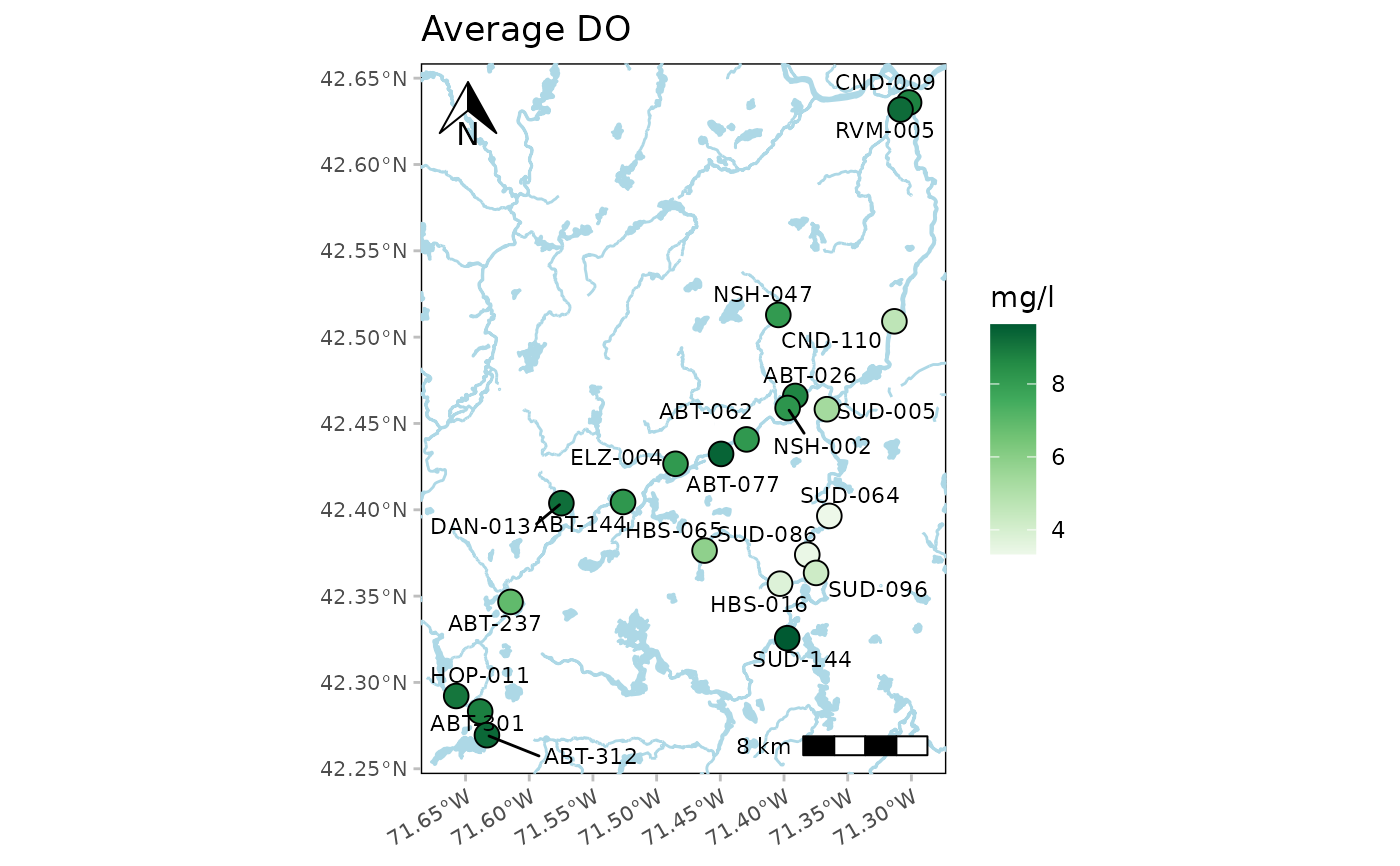 Average DO
42.65°N
42.60°N
42.55°N
42.50°N
42.45°N
42.40°N
42.35°N
42.30°N
42.25°N
N
CND-009
RVM-005
NSH-047
CND-110
ABT-026
ABT-062
SUD-005
NSH-002
ELZ-004
ABT-077
SUD-064
DAN-013
ABT-144
HBS-065
SUD-086
SUD-096
HBS-016
ABT-237
SUD-144
HOP-011
ABT-301
ABT-312
8 km
71.65°W
71.60°W
71.55°W
71.50°W
71.45°W
71.40°W
71.35°W
71.30°W
mg/l
8
6
4